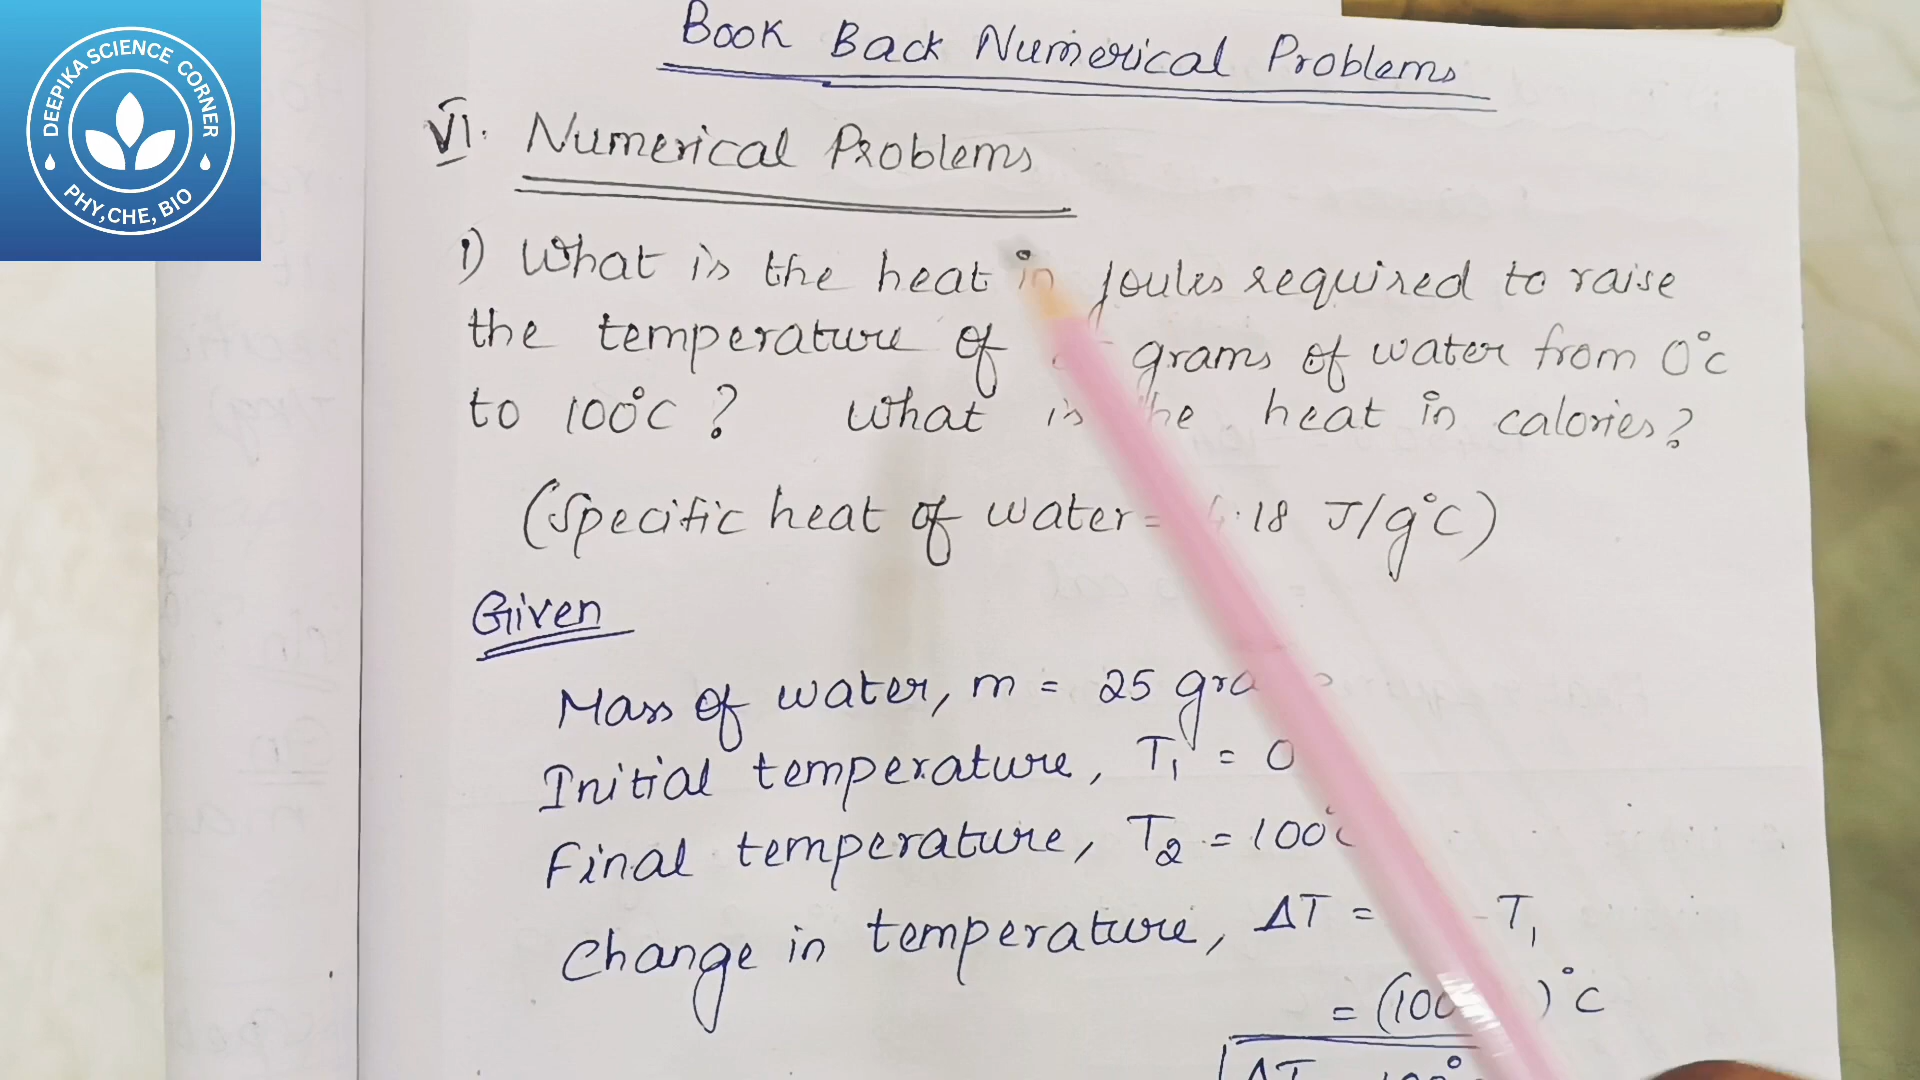 DEEPIKA SCIENCE CORNER
PHY,CHE, BIO
Book Back Numerical Problems
VI. Numerical Problems
1) What is the heat in joules required to raise
the temperature of grams of water from 0°c
to 100°C ? What is the heat in calories?
(Specific heat of water = 4.18 J/g°C)
Given
Mass of water, m = 25
Initial temperature, T1 = 0
Final temperature, T2 = 100°C
Change in temperature, ΔT = - T1
= (100 )°C
ΔT